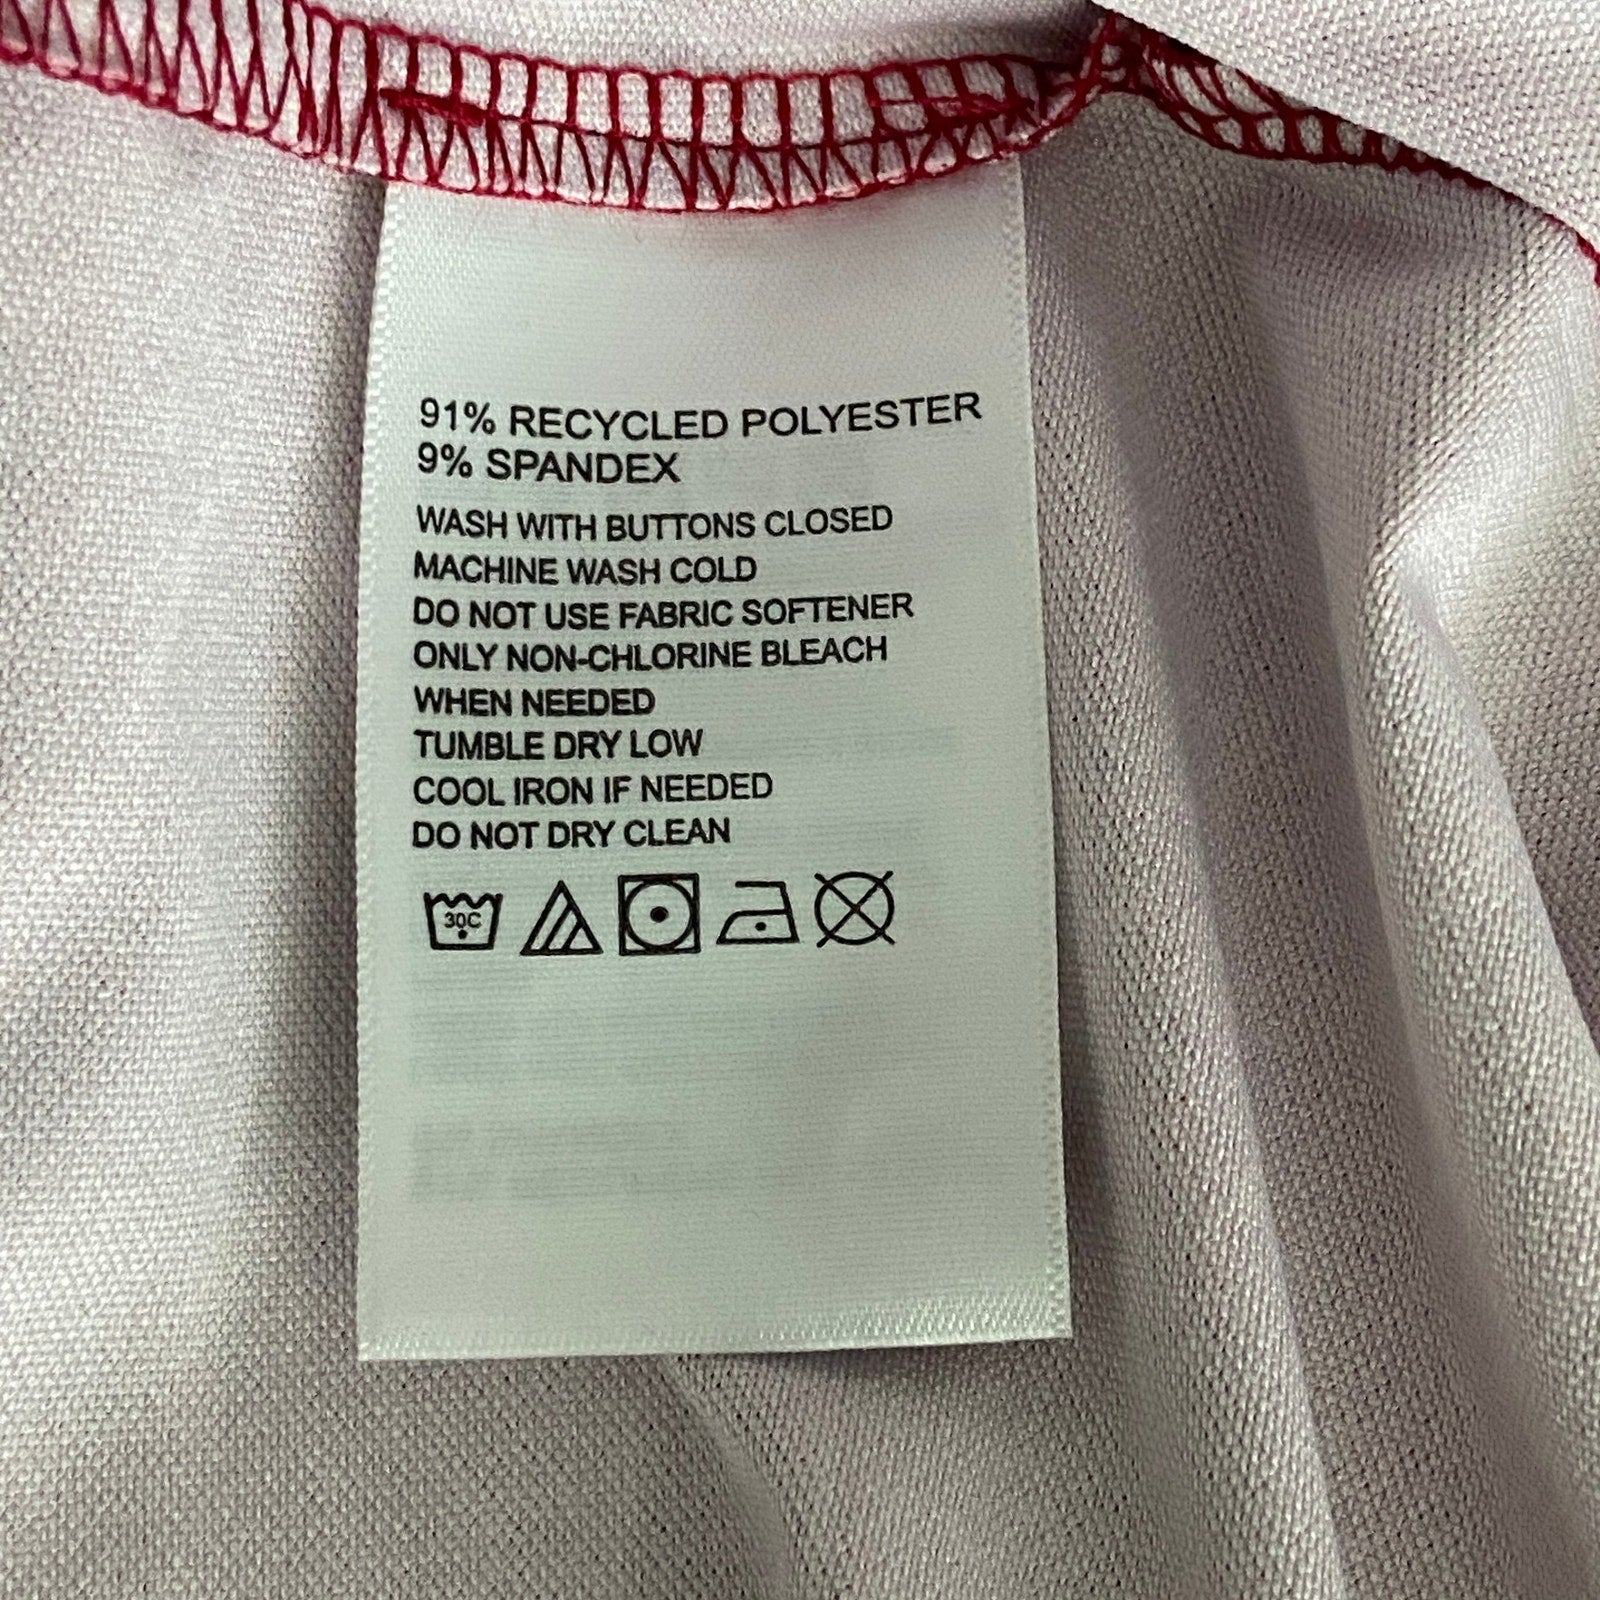 91% RECYCLED POLYESTER
9% SPANDEX
WASH WITH BUTTONS CLOSED
MACHINE WASH COLD
DO NOT USE FABRIC SOFTENER
ONLY NON-CHLORINE BLEACH
WHEN NEEDED
TUMBLE DRY LOW
COOL IRON IF NEEDED
DO NOT DRY CLEAN
30C